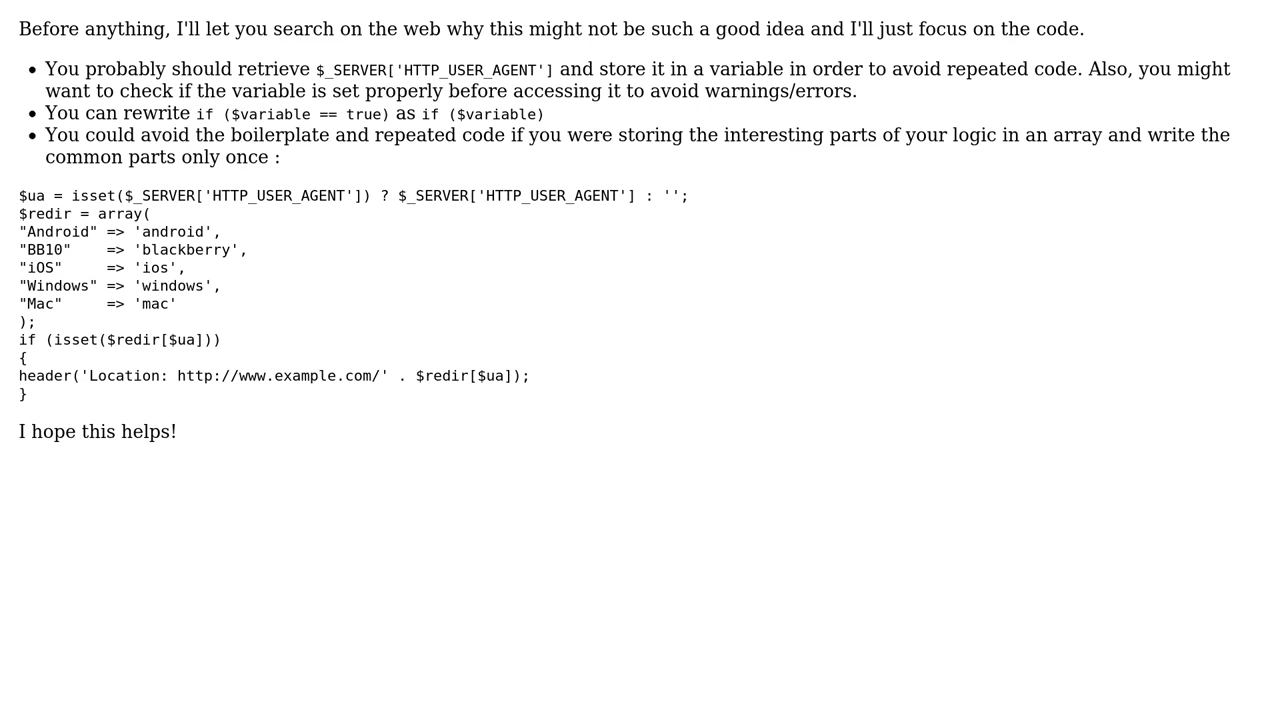 Before anything, I'll let you search on the web why this might not be such a good idea and I'll just focus on the code.
• You probably should retrieve $_SERVER['HTTP_USER_AGENT'] and store it in a variable in order to avoid repeated code. Also, you might
want to check if the variable is set properly before accessing it to avoid warnings/errors.
• You can rewrite if ($variable == true) as if ($variable)
• You could avoid the boilerplate and repeated code if you were storing the interesting parts of your logic in an array and write the
common parts only once :
$ua = isset($_SERVER['HTTP_USER_AGENT']) ? $_SERVER['HTTP_USER_AGENT'] : '';
$redir = array(
"Android" => 'android',
"BB10"    => 'blackberry',
"iOS"     => 'ios',
"Windows" => 'windows',
"Mac"     => 'mac'
);
if (isset($redir[$ua]))
{
header('Location: http://www.example.com/' . $redir[$ua]);
}
I hope this helps!